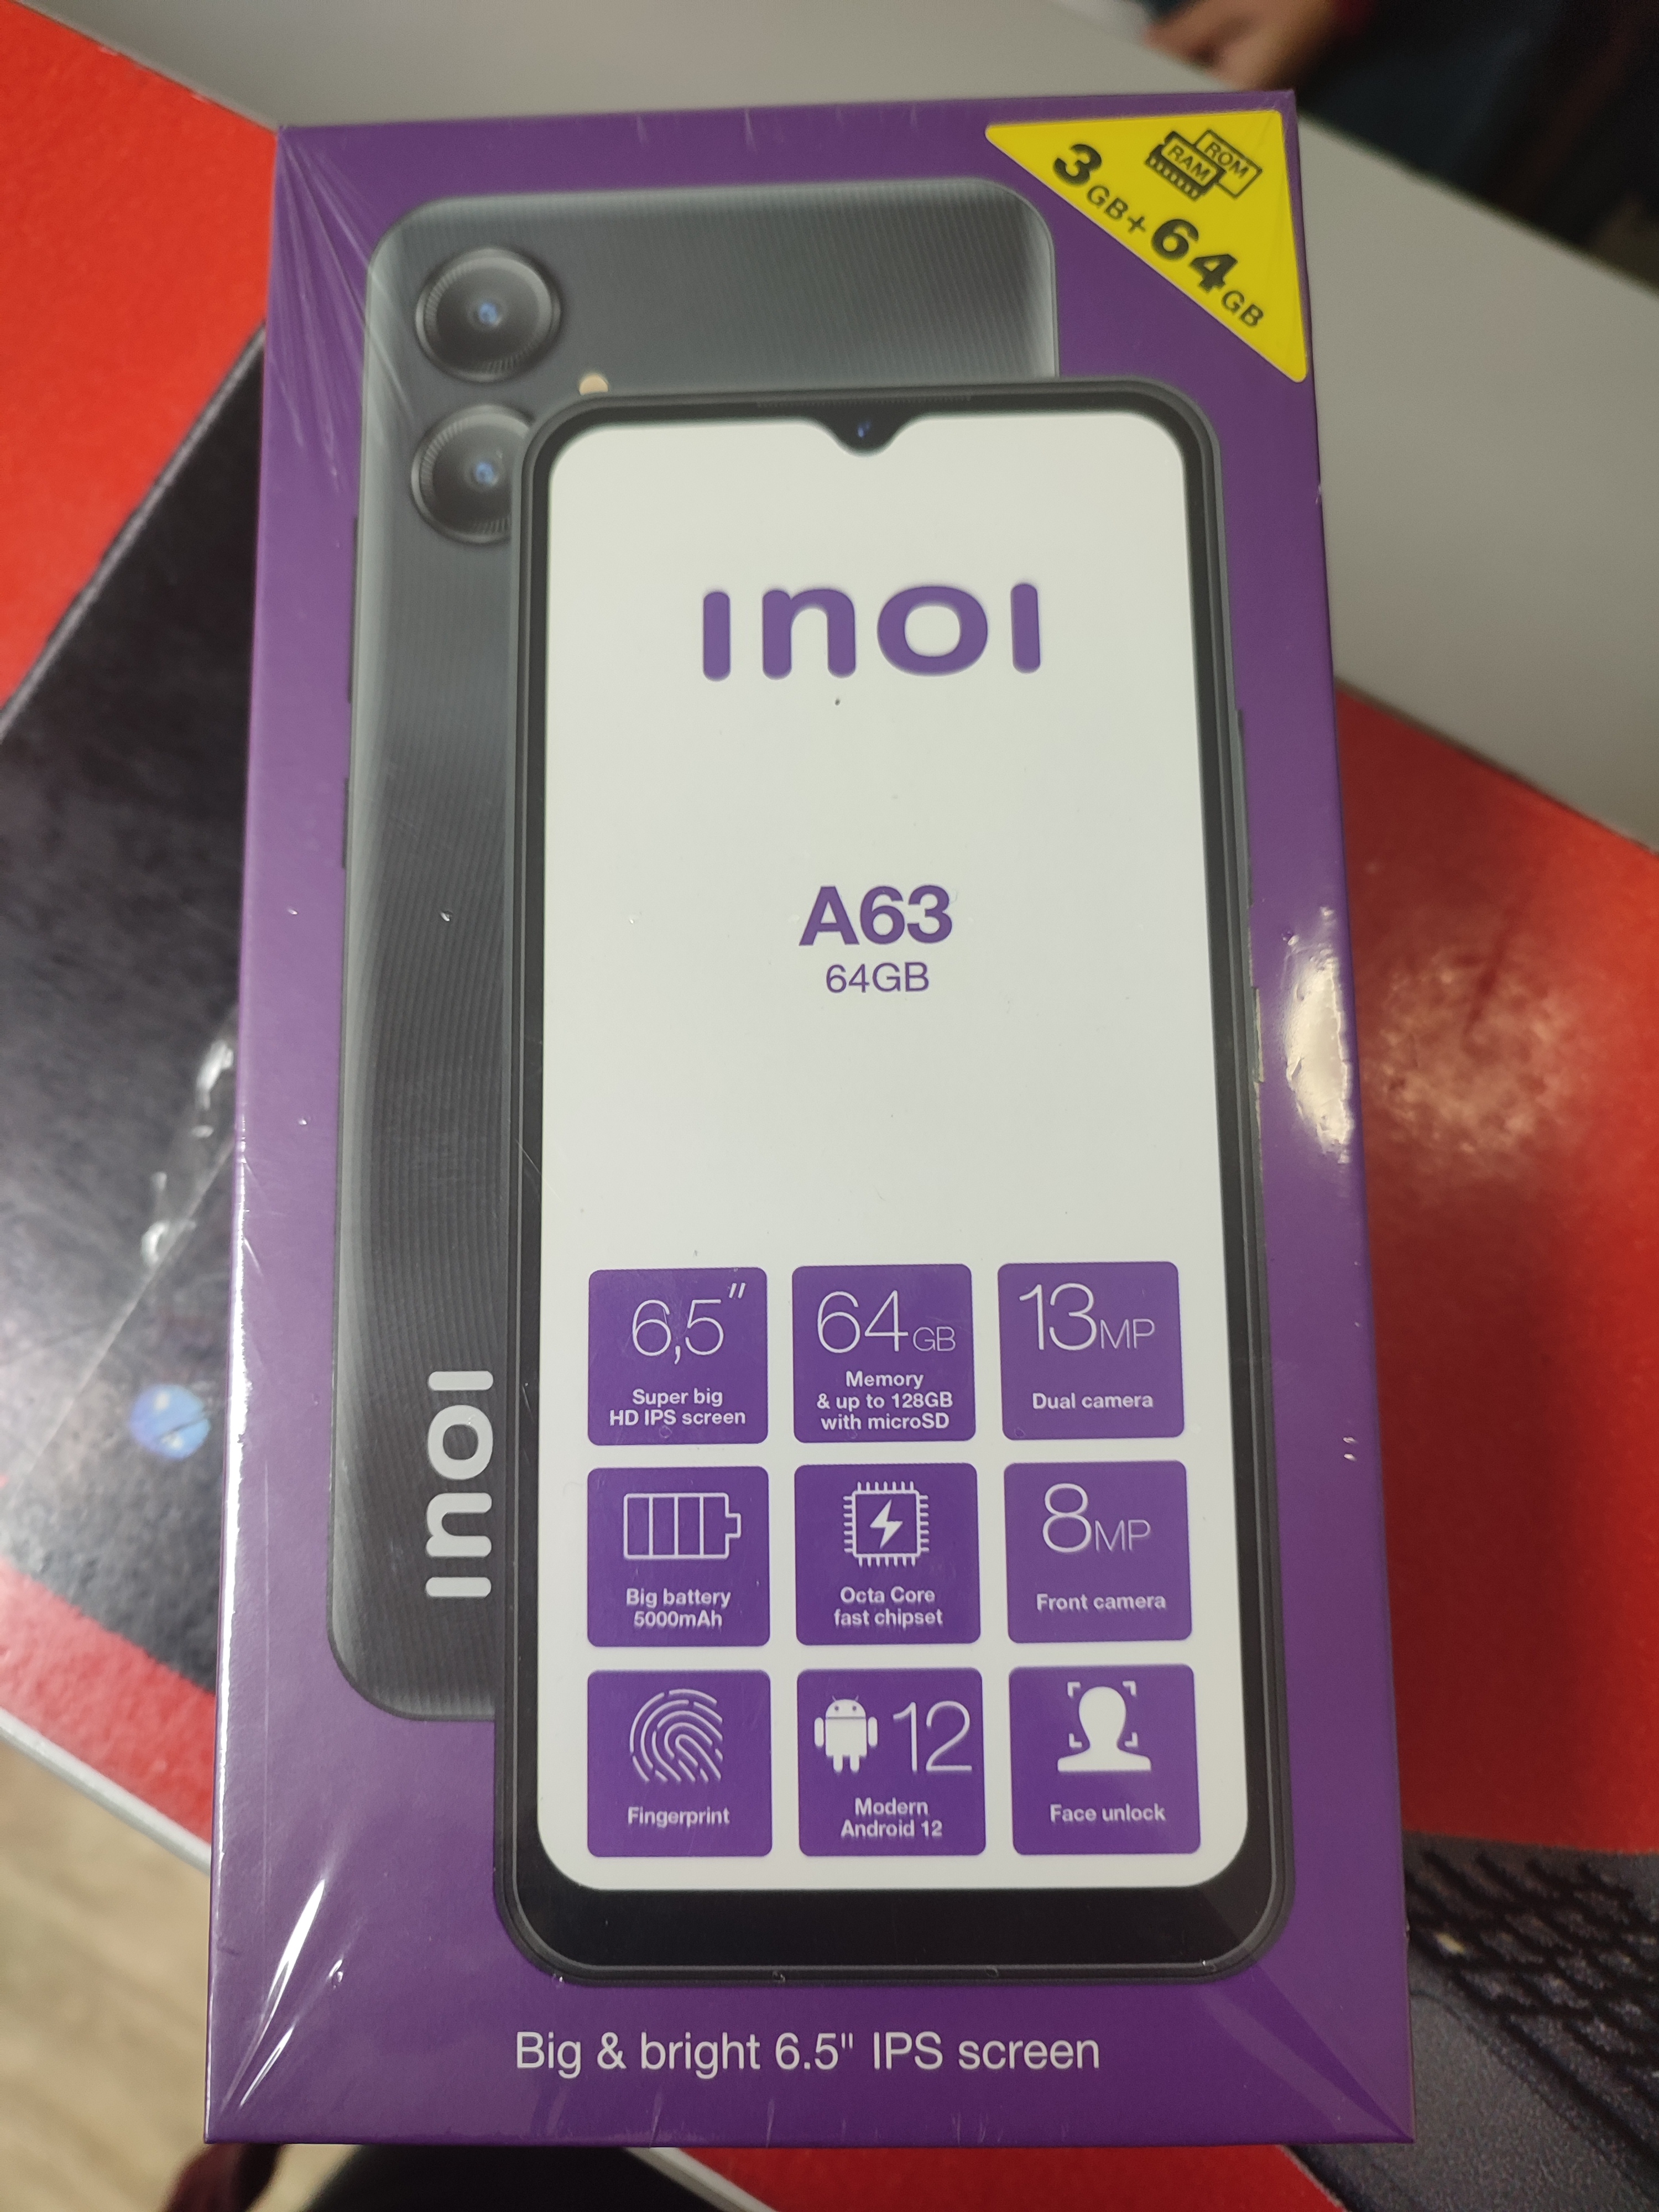 RAM ROM
3GB+64GB
inoi
A63
64GB
6,5"
Super big
HD IPS screen
64GB
Memory
& up to 128GB
with microSD
13MP
Dual camera
Big battery
5000mAh
Octa Core
fast chipset
8MP
Front camera
Fingerprint
12
Modern
Android 12
Face unlock
inoi
Big & bright 6.5" IPS screen